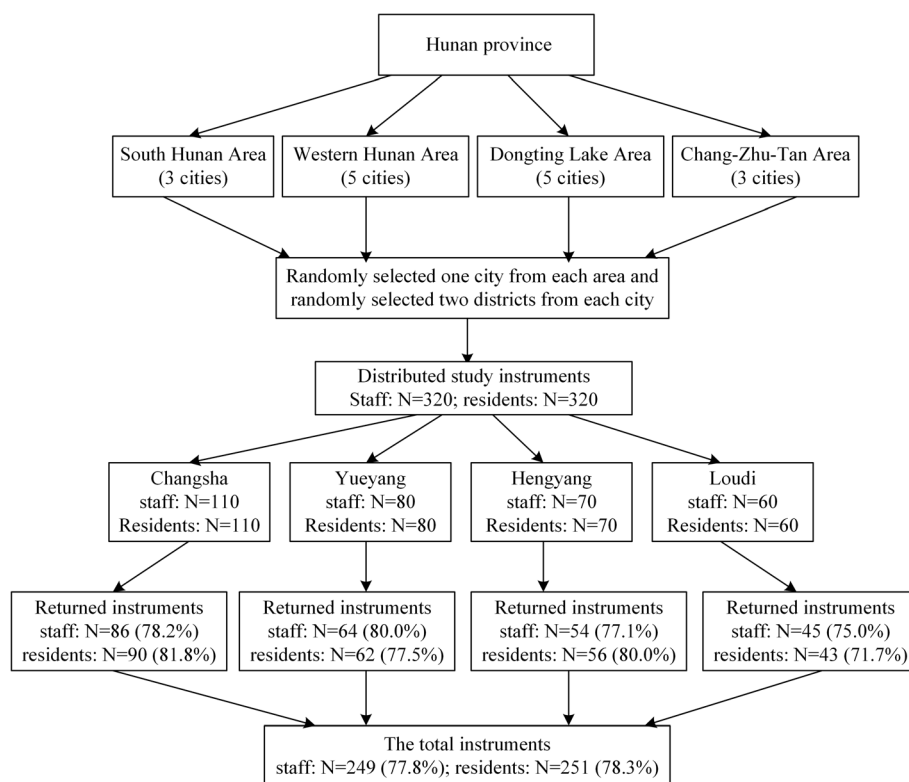 Hunan province
South Hunan Area
(3 cities)
Western Hunan Area
(5 cities)
Dongting Lake Area
(5 cities)
Chang-Zhu-Tan Area
(3 cities)
Randomly selected one city from each area and
randomly selected two districts from each city
Distributed study instruments
Staff: N=320; residents: N=320
Changsha
staff: N=110
Residents: N=110
Yueyang
staff: N=80
Residents: N=80
Hengyang
staff: N=70
Residents: N=70
Loudi
staff: N=60
Residents: N=60
Returned instruments
staff: N=86 (78.2%)
residents: N=90 (81.8%)
Returned instruments
staff: N=64 (80.0%)
residents: N=62 (77.5%)
Returned instruments
staff: N=54 (77.1%)
residents: N=56 (80.0%)
Returned instruments
staff: N=45 (75.0%)
residents: N=43 (71.7%)
The total instruments
staff: N=249 (77.8%); residents: N=251 (78.3%)